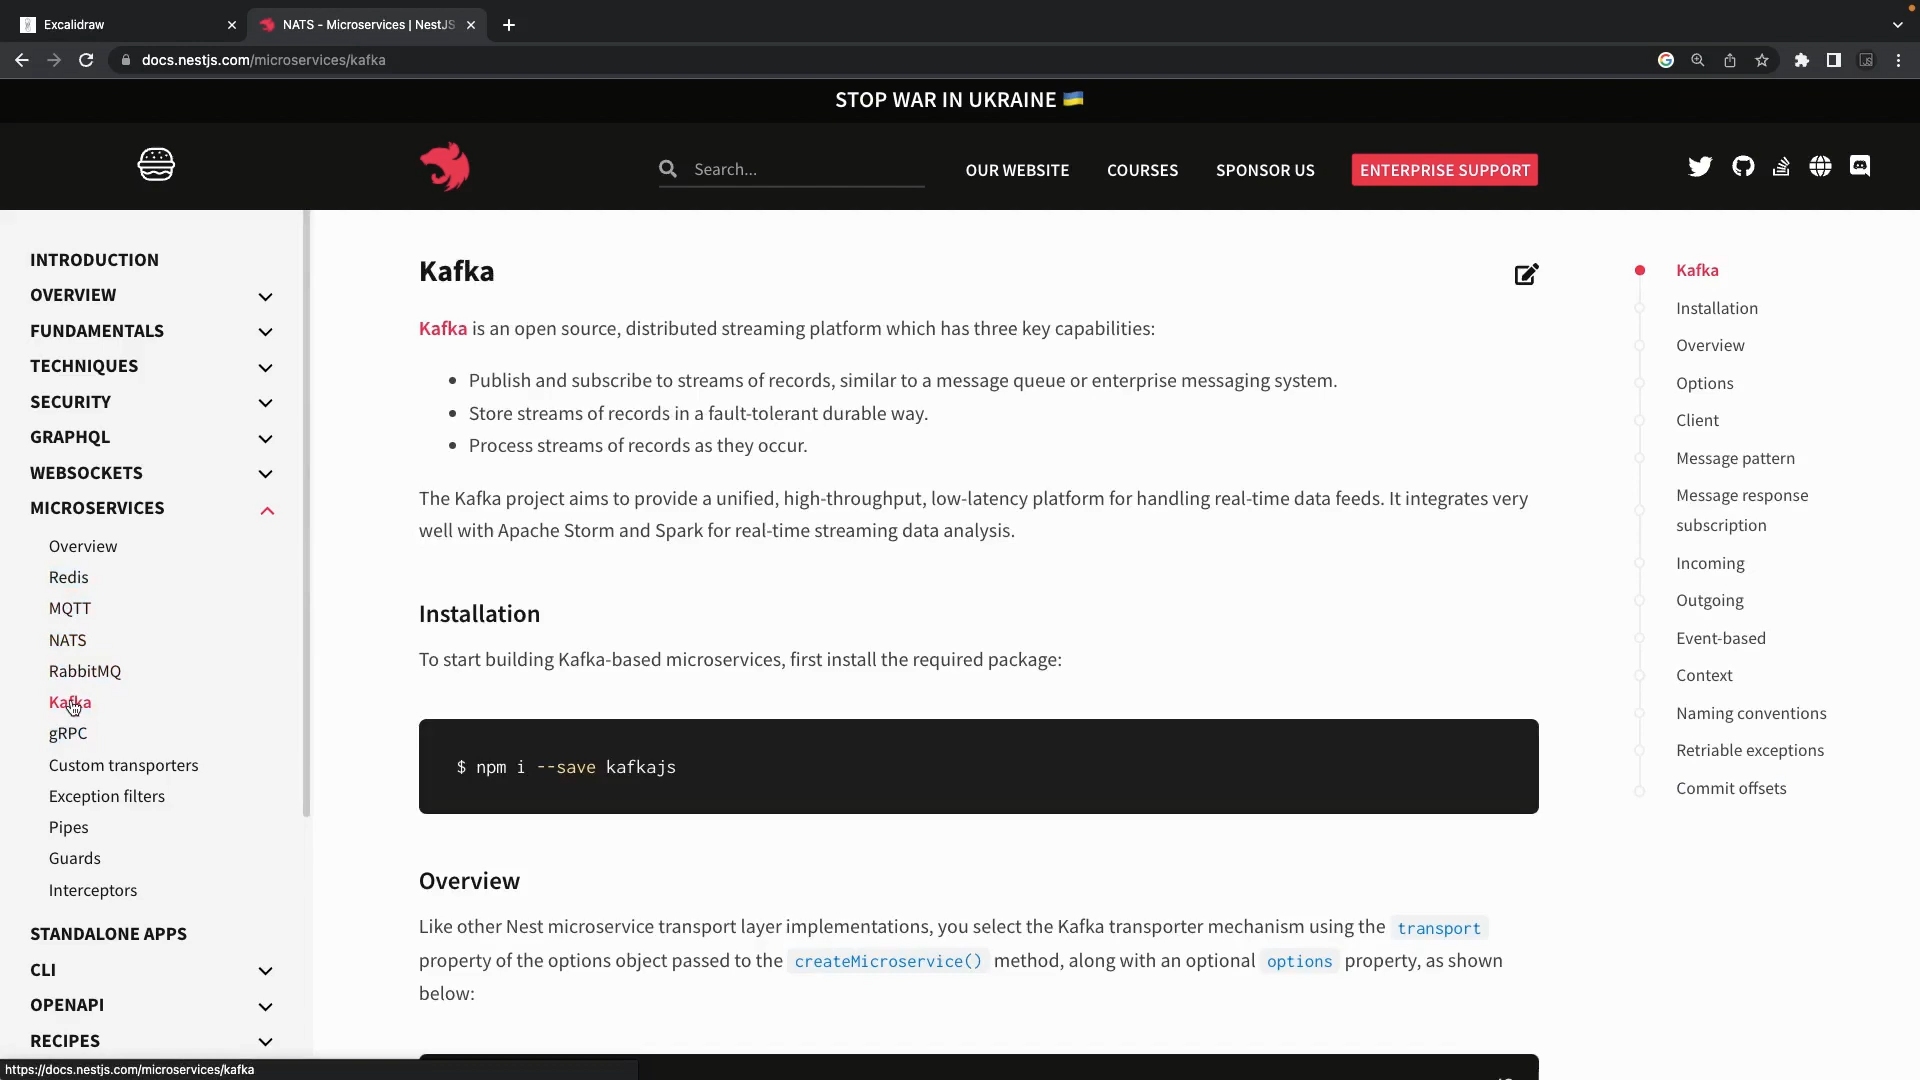 Excalidraw
NATS - Microservices | NestJS
docs.nestjs.com/microservices/kafka
STOP WAR IN UKRAINE 🇺🇦
Search...
OUR WEBSITE
COURSES
SPONSOR US
ENTERPRISE SUPPORT
INTRODUCTION
OVERVIEW
FUNDAMENTALS
TECHNIQUES
SECURITY
GRAPHQL
WEBSOCKETS
MICROSERVICES
Overview
Redis
MQTT
NATS
RabbitMQ
Kafka
gRPC
Custom transporters
Exception filters
Pipes
Guards
Interceptors
STANDALONE APPS
CLI
OPENAPI
RECIPES
https://docs.nestjs.com/microservices/kafka
Kafka
Kafka is an open source, distributed streaming platform which has three key capabilities:
• Publish and subscribe to streams of records, similar to a message queue or enterprise messaging system.
• Store streams of records in a fault-tolerant durable way.
• Process streams of records as they occur.
The Kafka project aims to provide a unified, high-throughput, low-latency platform for handling real-time data feeds. It integrates very
well with Apache Storm and Spark for real-time streaming data analysis.
Installation
To start building Kafka-based microservices, first install the required package:
$ npm i --save kafkajs
Overview
Like other Nest microservice transport layer implementations, you select the Kafka transporter mechanism using the transport
property of the options object passed to the createMicroservice() method, along with an optional options property, as shown
below:
Kafka
Installation
Overview
Options
Client
Message pattern
Message response
subscription
Incoming
Outgoing
Event-based
Context
Naming conventions
Retriable exceptions
Commit offsets